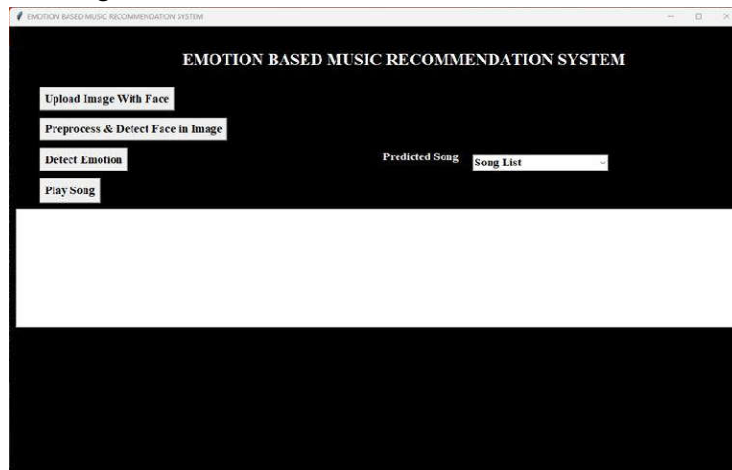 EMOTION BASED MUSIC RECOMMENDATION SYSTEM
EMOTION BASED MUSIC RECOMMENDATION SYSTEM
Upload Image With Face
Preprocess & Detect Face in Image
Detect Emotion
Predicted Song
Song List
Play Song